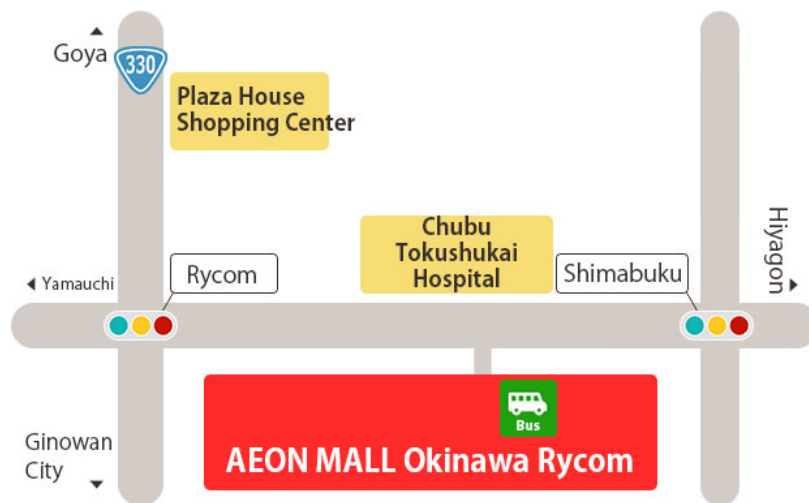 Goya
330
Plaza House
Shopping Center
Chubu
Tokushukai
Hospital
Hiyagon
Yamauchi
Rycom
Shimabuku
Bus
Ginowan
City
AEON MALL Okinawa Rycom